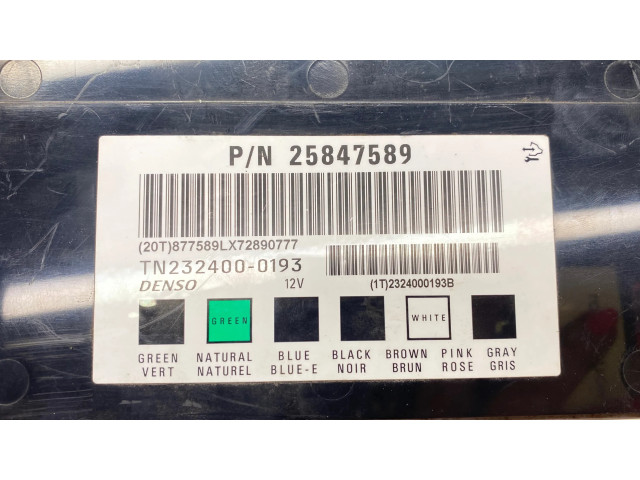 P/N 25847589
(20T)877589LX72890777
TN232400-0193
DENSO 12V
(1T)2324000193B
GREEN WHITE
GREEN NATURAL BLUE BLACK BROWN PINK GRAY
VERT NATUREL BLUE-E NOIR BRUN ROSE GRIS